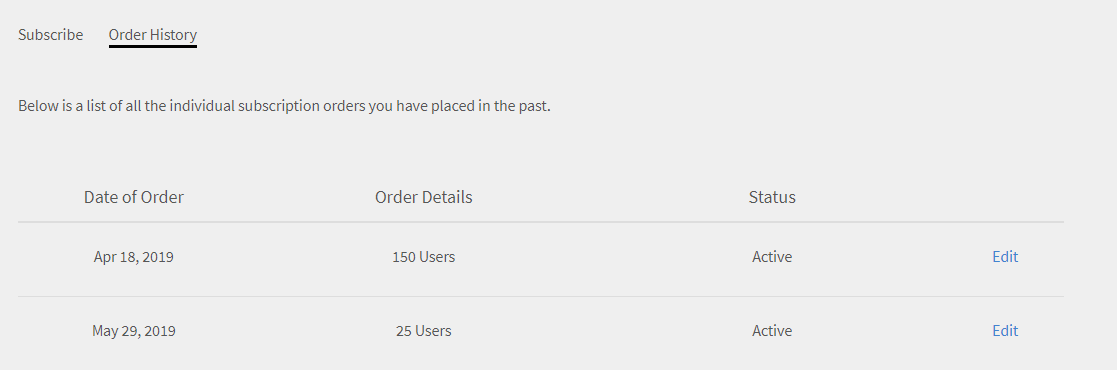 Subscribe Order History
Below is a list of all the individual subscription orders you have placed in the past.
Date of Order Order Details Status
Apr 18, 2019 150 Users Active Edit
May 29, 2019 25 Users Active Edit